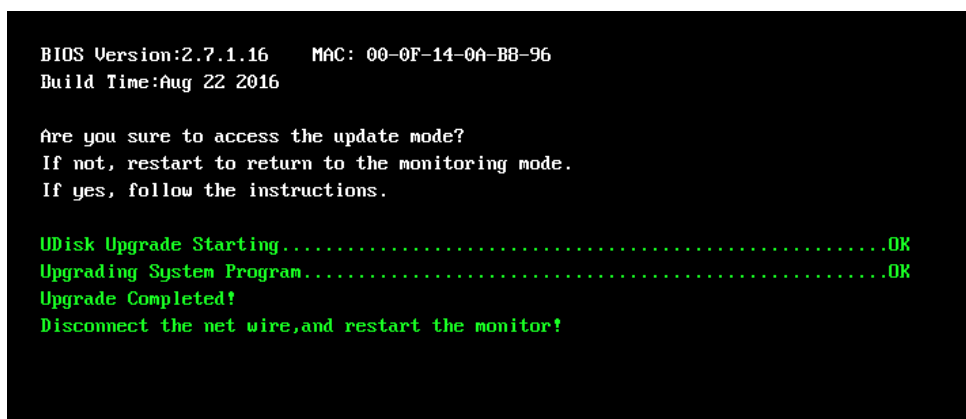 BIOS Version:2.7.1.16    MAC: 00-0F-14-0A-B8-96
Build Time:Aug 22 2016
Are you sure to access the update mode?
If not, restart to return to the monitoring mode.
If yes, follow the instructions.
UDisk Upgrade Starting.......................................................OK
Upgrading System Program.....................................................OK
Upgrade Completed!
Disconnect the net wire,and restart the monitor!